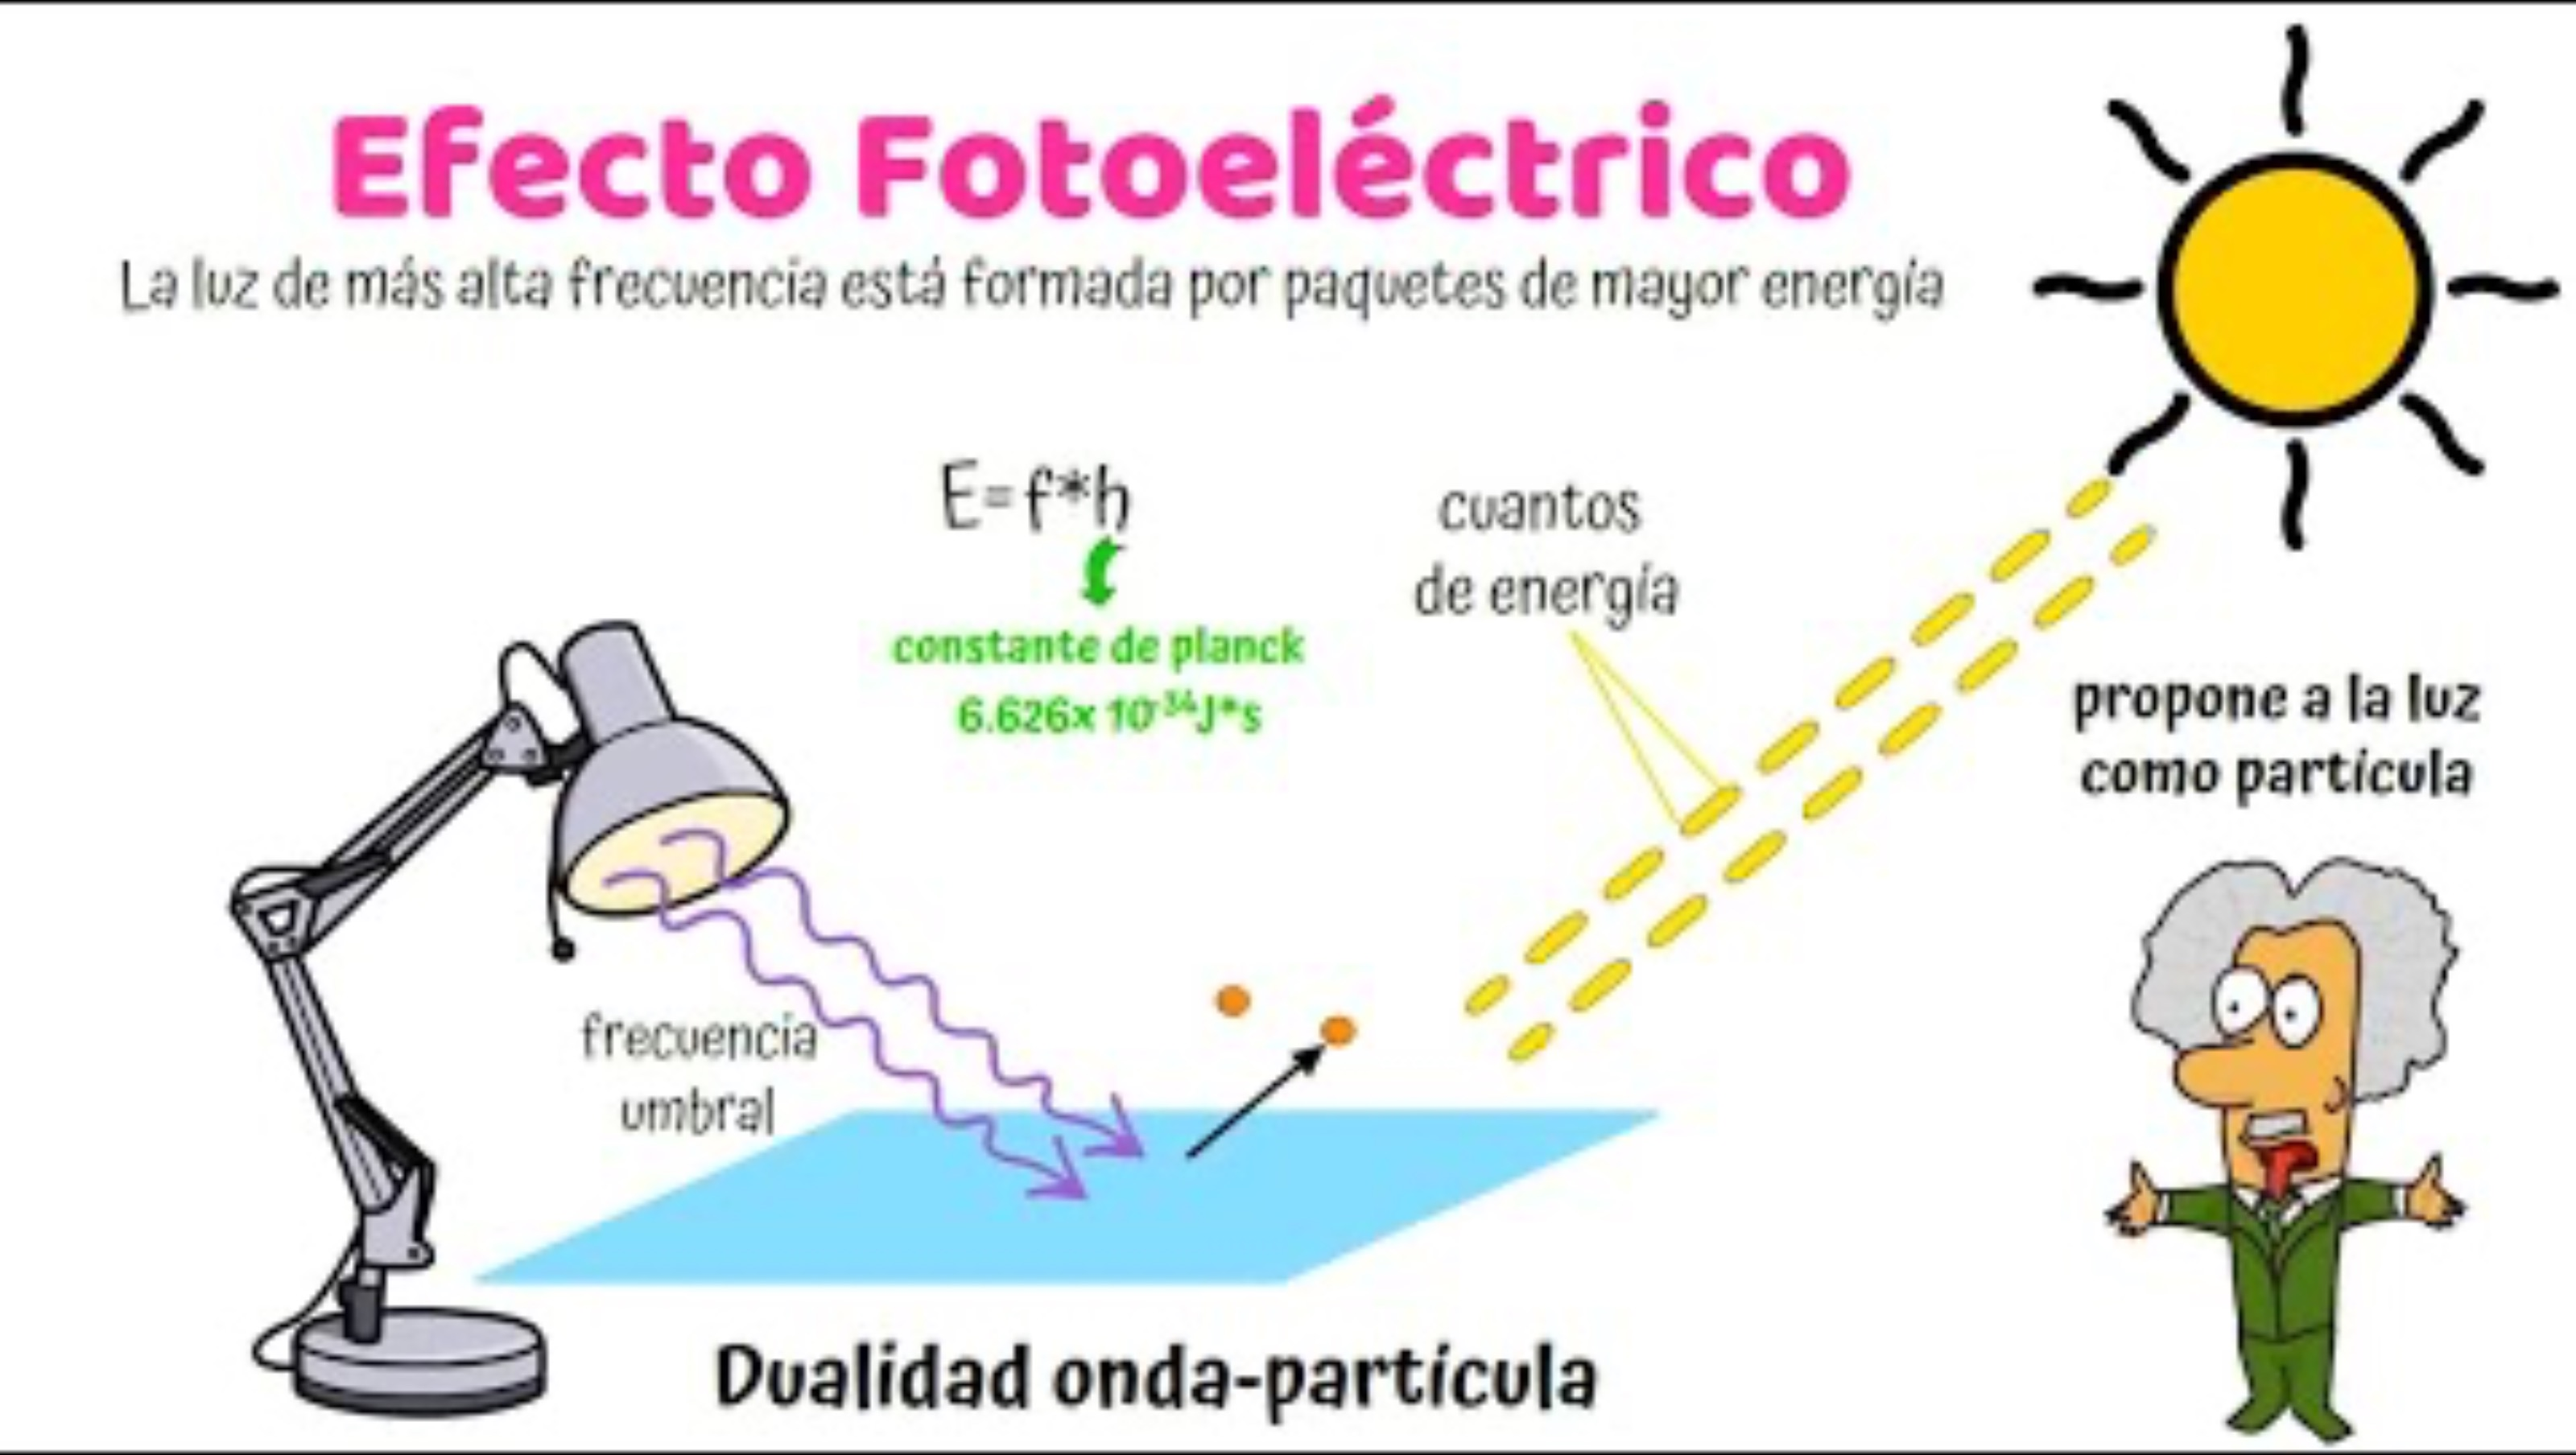 Efecto Fotoeléctrico
La luz de más alta frecuencia está formada por paquetes de mayor energía
E=f*h
constante de planck
6.626x 10⁻³⁴J*s
cuantos
de energía
propone a la luz
como partícula
frecuencia
umbral
Dualidad onda-partícula